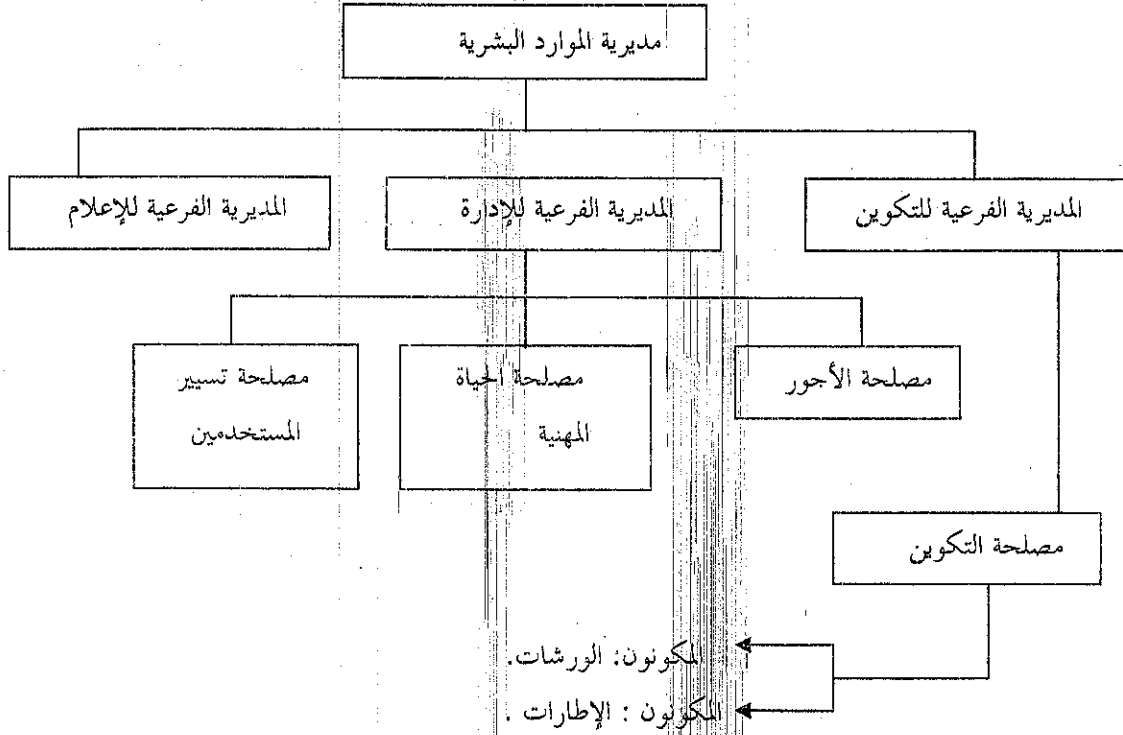 مديرية الموارد البشرية
المديرية الفرعية للتكوين
المديرية الفرعية للإدارة
المديرية الفرعية للإعلام
مصلحة الأجور
مصلحة الحياة
المهنية
مصلحة تسيير
المستخدمين
مصلحة التكوين
المكونون: الورشات.
المكونون : الإطارات .